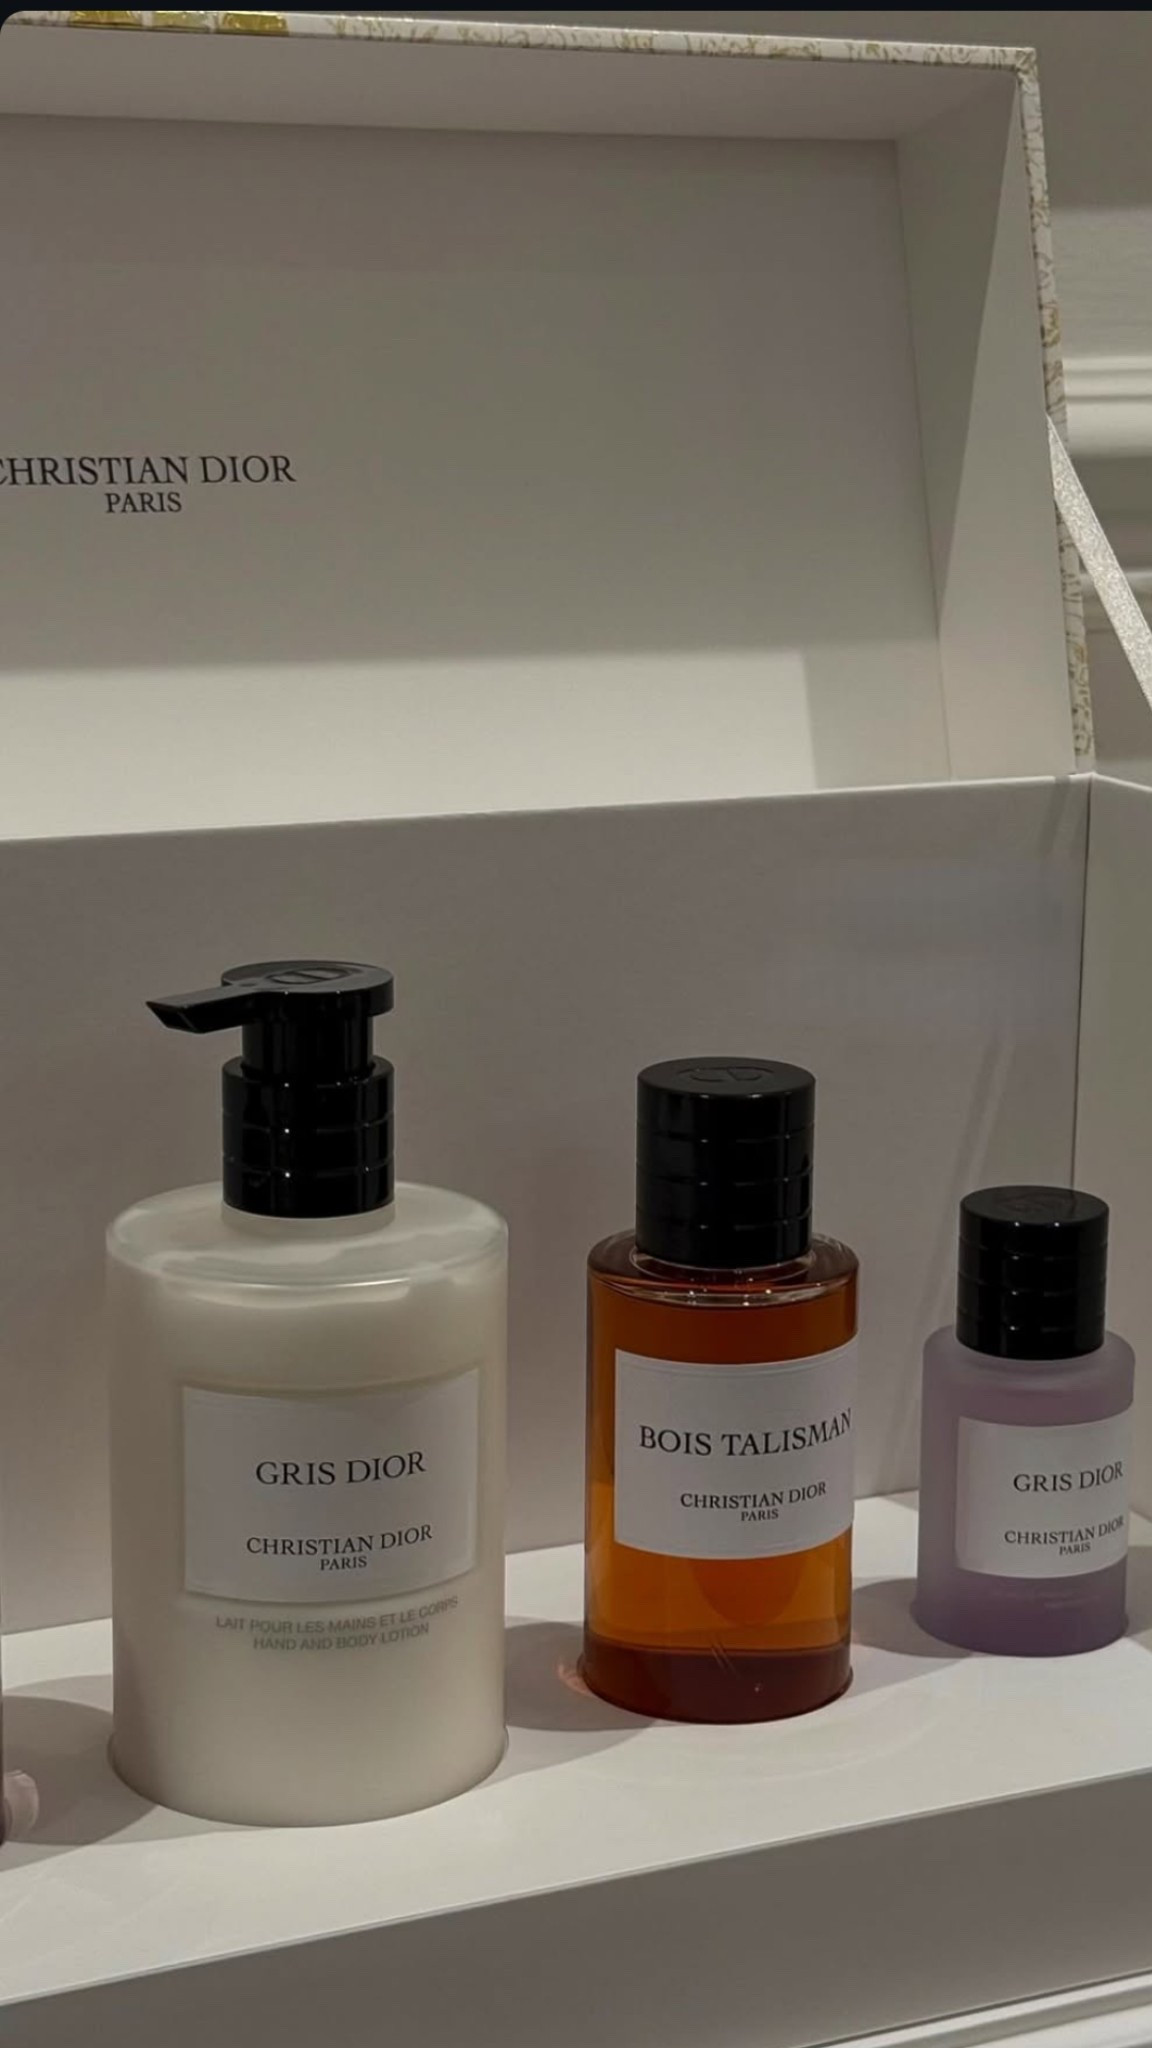 CHRISTIAN DIOR
PARIS
GRIS DIOR
CHRISTIAN DIOR
PARIS
LAIT POUR LES MAINS ET LE CORPS
HAND AND BODY LOTION
CD
BOIS TALISMAN
CHRISTIAN DIOR
PARIS
GRIS DIOR
CHRISTIAN DIOR
PARIS